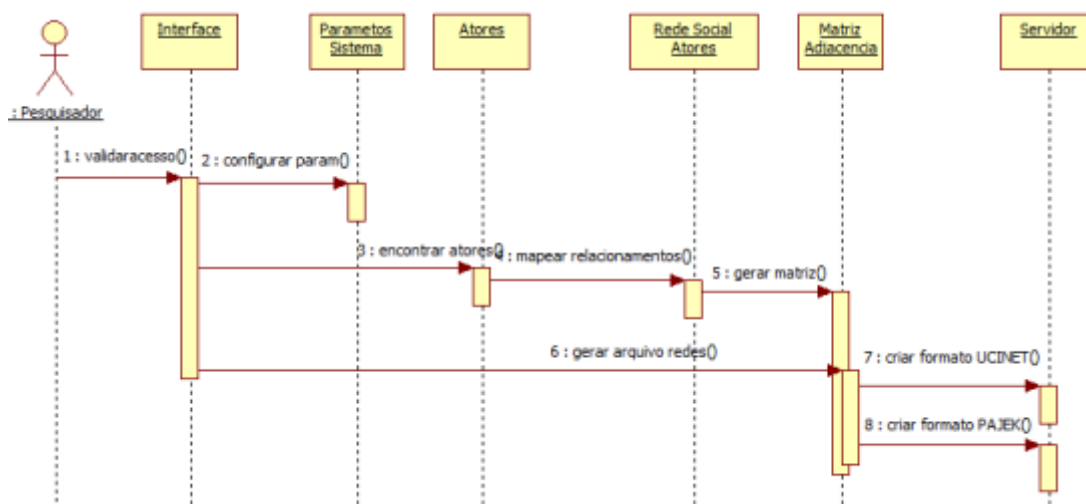 Interface
Parametos
Sistema
Atores
Rede Social
Atores
Matriz
Adiacencia
Servidor
: Pesquisador
1 : validaracesso()
2 : configurar param()
3 : encontrar atores()
4 : mapear relacionamentos()
5 : gerar matriz()
6 : gerar arquivo redes()
7 : criar formato UCINET()
8 : criar formato PAJEK()